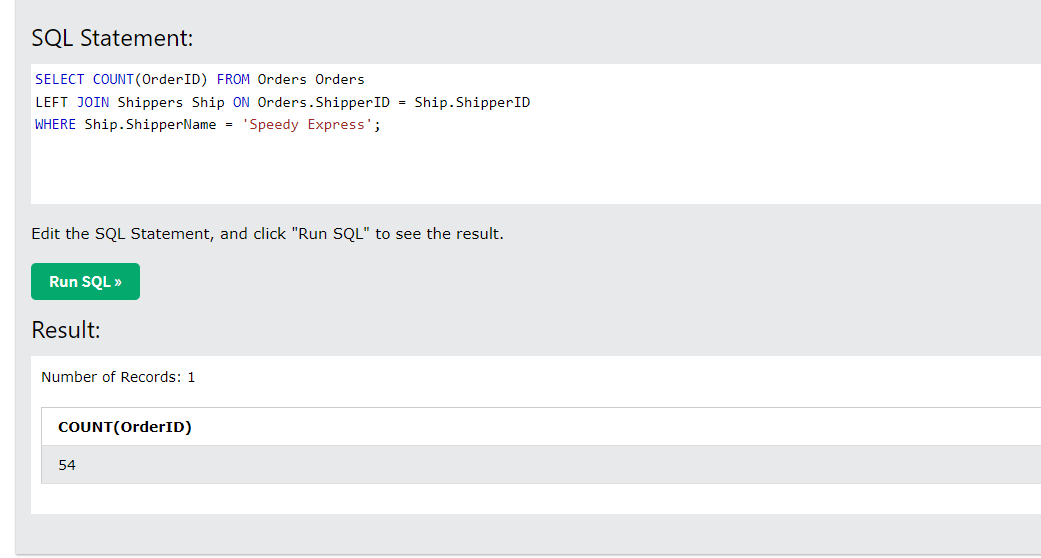 SQL Statement:
SELECT COUNT(OrderID) FROM Orders Orders
LEFT JOIN Shippers Ship ON Orders.ShipperID = Ship.ShipperID
WHERE Ship.ShipperName = 'Speedy Express';
Edit the SQL Statement, and click "Run SQL" to see the result.
Run SQL »
Result:
Number of Records: 1
COUNT(OrderID)
54